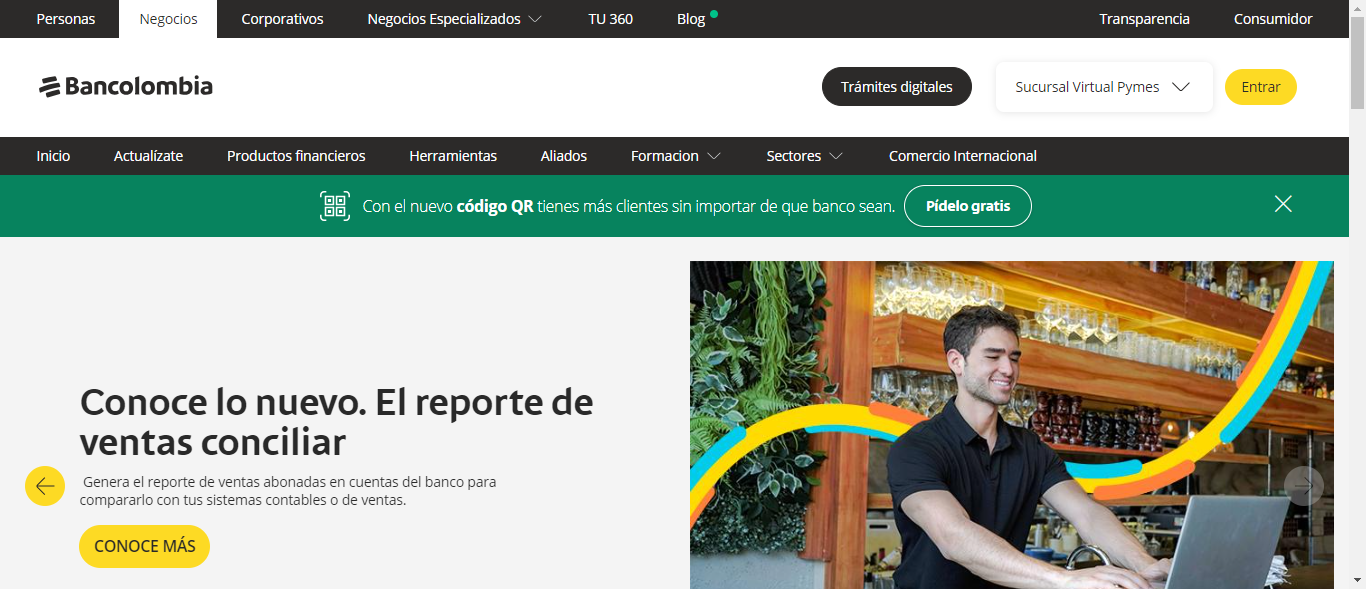 Personas Negocios Corporativos Negocios Especializados TU 360 Blog Transparencia Consumidor
Bancolombia Trámites digitales Sucursal Virtual Pymes Entrar
Inicio Actualízate Productos financieros Herramientas Aliados Formacion Sectores Comercio Internacional
Con el nuevo código QR tienes más clientes sin importar de que banco sean. Pídelo gratis
Conoce lo nuevo. El reporte de
ventas conciliar
Genera el reporte de ventas abonadas en cuentas del banco para
compararlo con tus sistemas contables o de ventas.
CONOCE MÁS